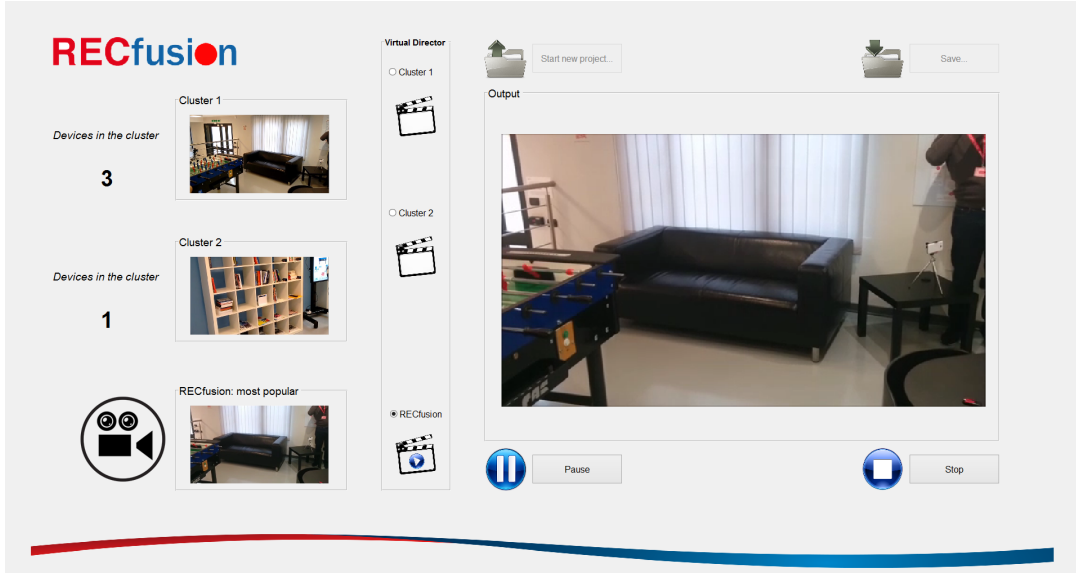 RECfusion
Devices in the cluster
3
Cluster 1
Devices in the cluster
1
Cluster 2
RECfusion: most popular
Virtual Director
Cluster 1
Cluster 2
RECfusion
Start new project...
Save...
Output
Pause
Stop